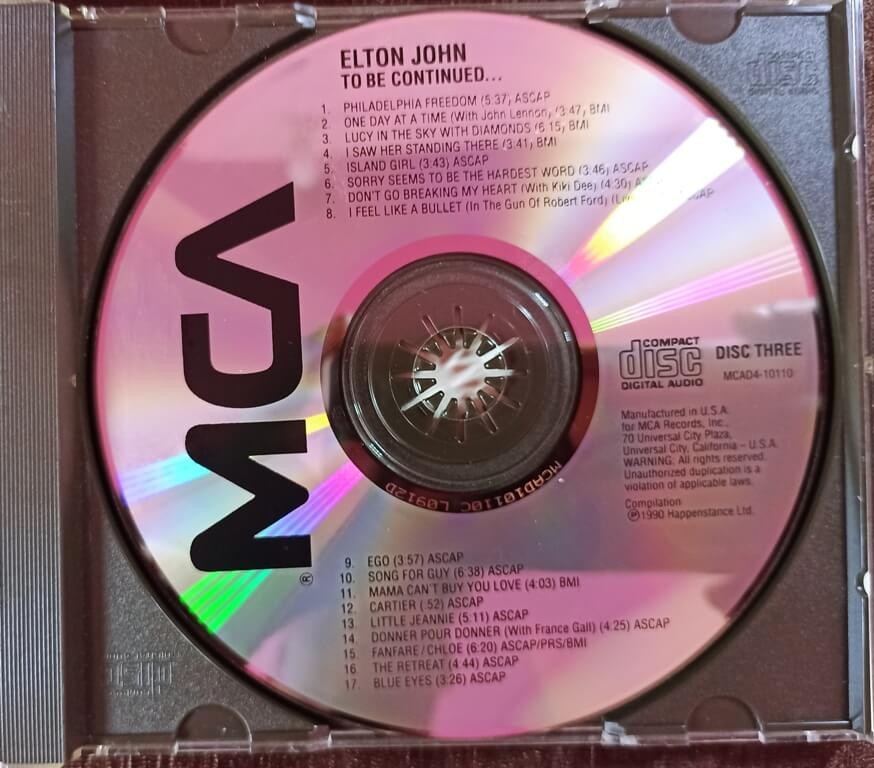 ELTON JOHN
TO BE CONTINUED...
1. PHILADELPHIA FREEDOM (5:37) ASCAP
2. ONE DAY AT A TIME (With John Lennon) (3:47) BMI
3. LUCY IN THE SKY WITH DIAMONDS (6:15) BMI
4. I SAW HER STANDING THERE (3:41) BMI
5. ISLAND GIRL (3:43) ASCAP
6. SORRY SEEMS TO BE THE HARDEST WORD (3:46) ASCAP
7. DON'T GO BREAKING MY HEART (With Kiki Dee) (4:30)
8. I FEEL LIKE A BULLET (In The Gun Of Robert Ford)
MCA
®
COMPACT
disc
DIGITAL AUDIO
DISC THREE
MCAD4-10110
Manufactured in U.S.A.
for MCA Records, Inc.,
70 Universal City Plaza,
Universal City, California - U.S.A.
WARNING: All rights reserved.
Unauthorized duplication is a
violation of applicable laws.
Compilation
℗1990 Happenstance Ltd.
MCAD10110C L0912D
9. EGO (3:57) ASCAP
10. SONG FOR GUY (6:38) ASCAP
11. MAMA CAN'T BUY YOU LOVE (4:03) BMI
12. CARTIER (:52) ASCAP
13. LITTLE JEANNIE (5:11) ASCAP
14. DONNER POUR DONNER (With France Gall) (4:25) ASCAP
15. FANFARE/CHLOE (6:20) ASCAP/PRS/BMI
16. THE RETREAT (4:44) ASCAP
17. BLUE EYES (3:26) ASCAP